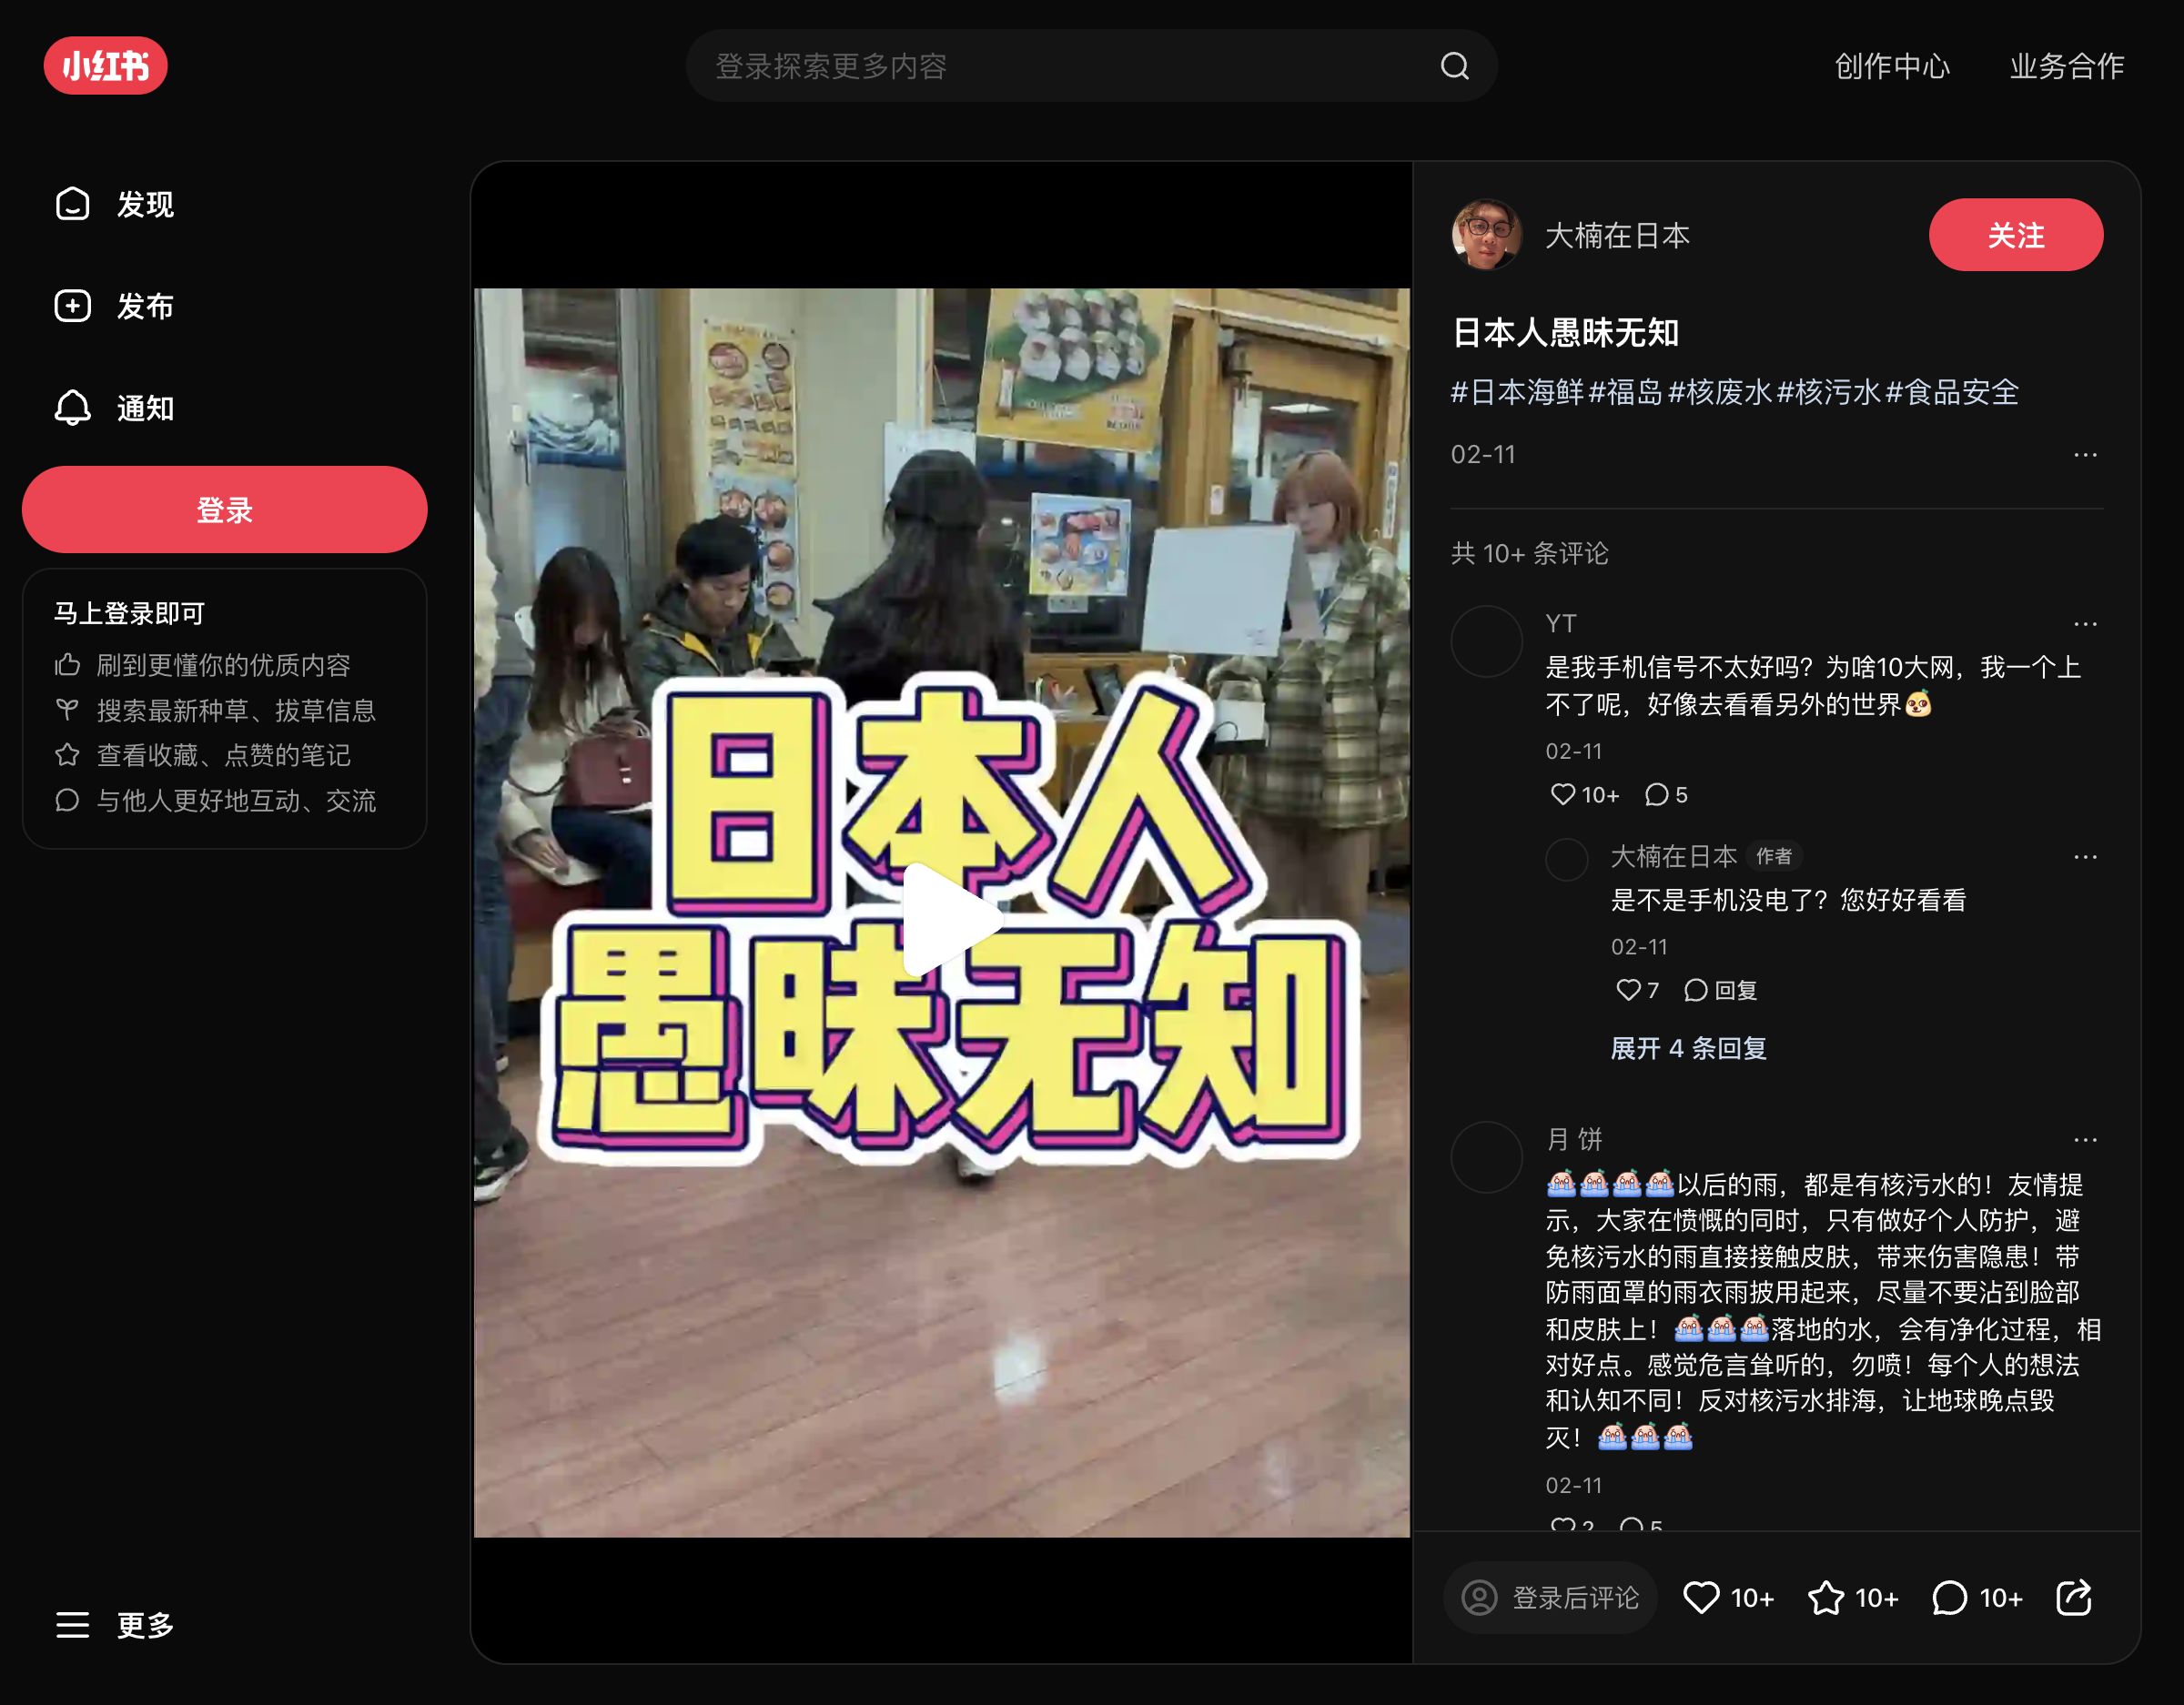 小红书
登录探索更多内容
创作中心
业务合作
发现
发布
通知
登录
马上登录即可
刷到更懂你的优质内容
搜索最新种草、拔草信息
查看收藏、点赞的笔记
与他人更好地互动、交流
更多
日本人
愚昧无知
大楠在日本
关注
日本人愚昧无知
#日本海鲜 #福岛 #核废水 #核污水 #食品安全
02-11
共 10+ 条评论
YT
是我手机信号不太好吗？为啥10大网，我一个上
不了呢，好像去看看另外的世界
02-11
10+ 5
大楠在日本 作者
是不是手机没电了？您好好看看
02-11
7 回复
展开 4 条回复
月 饼
以后的雨，都是有核污水的！友情提
示，大家在愤慨的同时，只有做好个人防护，避
免核污水的雨直接接触皮肤，带来伤害隐患！带
防雨面罩的雨衣雨披用起来，尽量不要沾到脸部
和皮肤上！落地的水，会有净化过程，相
对好点。感觉危言耸听的，勿喷！每个人的想法
和认知不同！反对核污水排海，让地球晚点毁
灭！
02-11
2 5
登录后评论
10+ 10+ 10+